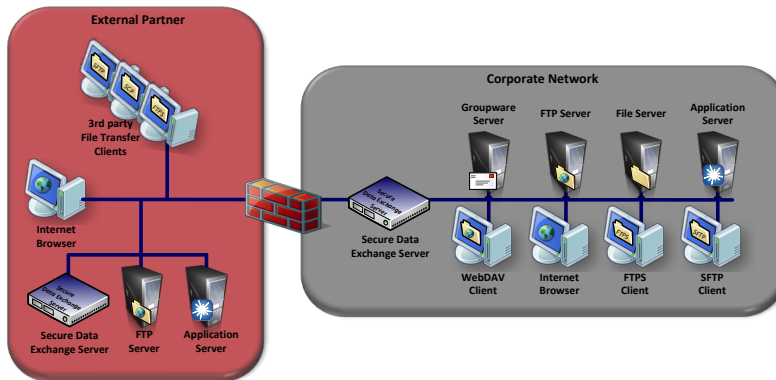 External Partner
SFTP
SCP
FTPS
3rd party
File Transfer
Clients
Internet
Browser
Secure
Data Exchange
Server
Secure Data
Exchange Server
FTP
Server
Application
Server
Corporate Network
Groupware
Server
FTP Server
File Server
Application
Server
Secure
Data Exchange
Server
Secure Data
Exchange Server
WebDAV
Client
Internet
Browser
FTPS
FTPS
Client
SFTP
SFTP
Client